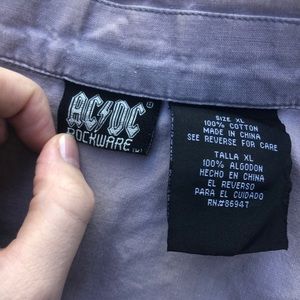 AC⚡DC
ROCKWARE
SIZE XL
100% COTTON
MADE IN CHINA
SEE REVERSE FOR CARE
TALLA XL
100% ALGODON
HECHO EN CHINA
EL REVERSO
PARA EL CUIDADO
RN#86947